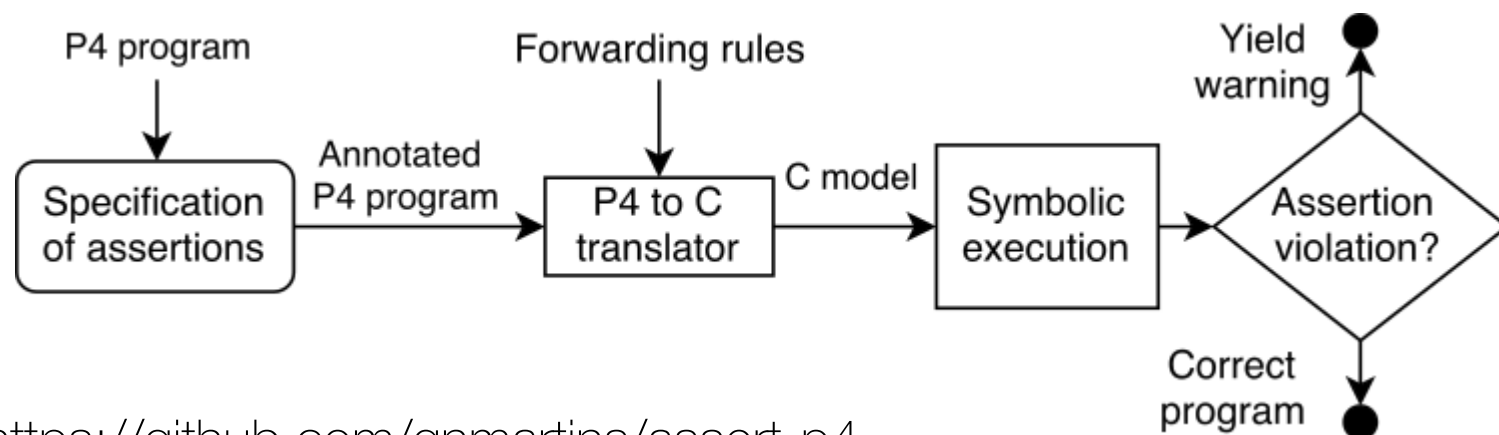 P4 program
Specification
of assertions
Annotated
P4 program
Forwarding rules
P4 to C
translator
C model
Symbolic
execution
Assertion
violation?
Yield
warning
Correct
program